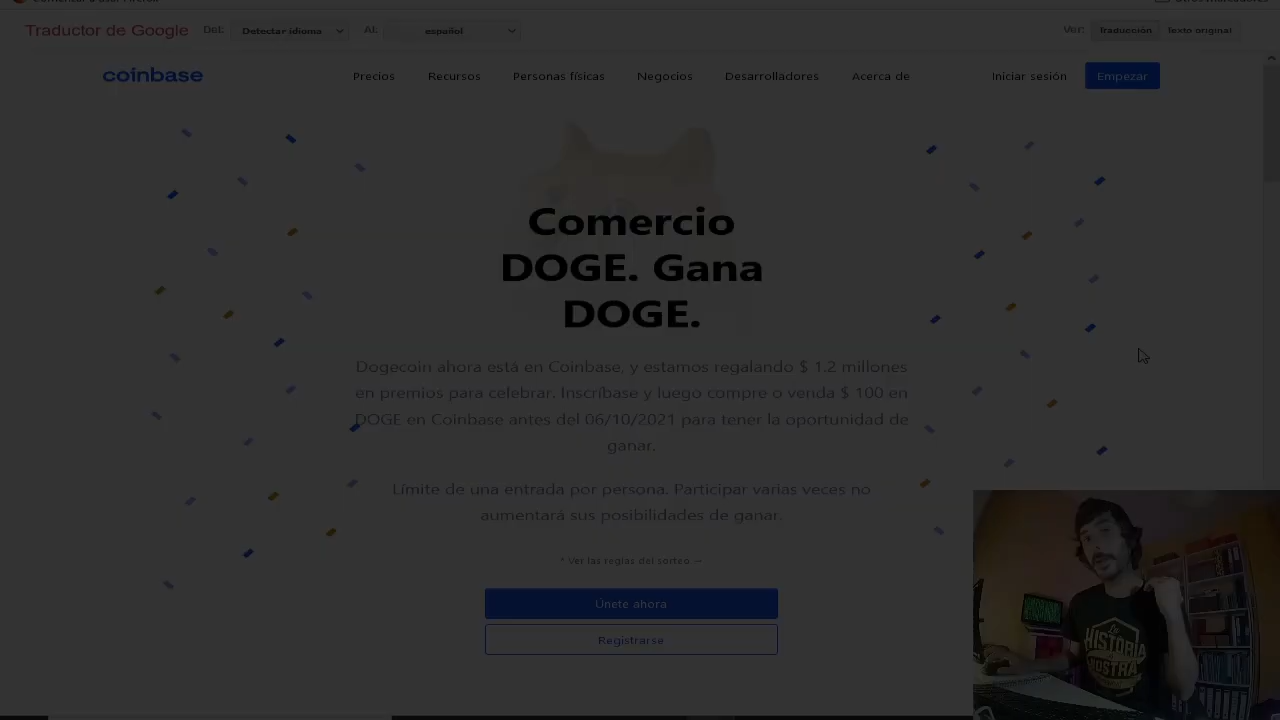 Traductor de Google Del: Detectar idioma Al: español Ver: Traducción Texto original
coinbase Precios Recursos Personas físicas Negocios Desarrolladores Acerca de Iniciar sesión Empezar
Comercio
DOGE. Gana
DOGE.
Dogecoin ahora está en Coinbase, y estamos regalando $ 1.2 millones
en premios para celebrar. Inscríbase y luego compre o venda $ 100 en
DOGE en Coinbase antes del 06/10/2021 para tener la oportunidad de
ganar.
Límite de una entrada por persona. Participar varias veces no
aumentará sus posibilidades de ganar.
* Ver las reglas del sorteo →
Únete ahora
Registrarse
La
HISTORIA
NUESTRA